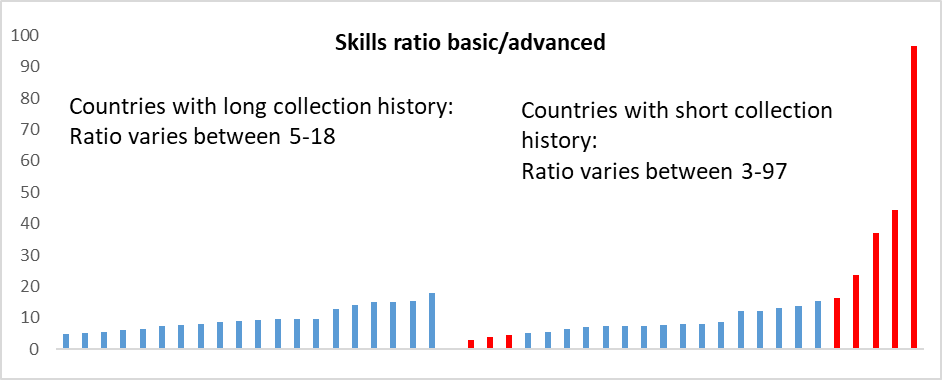 Skills ratio basic/advanced
100
90
80
70
60
50
40
30
20
10
0
Countries with long collection history:
Ratio varies between 5-18
Countries with short collection
history:
Ratio varies between 3-97